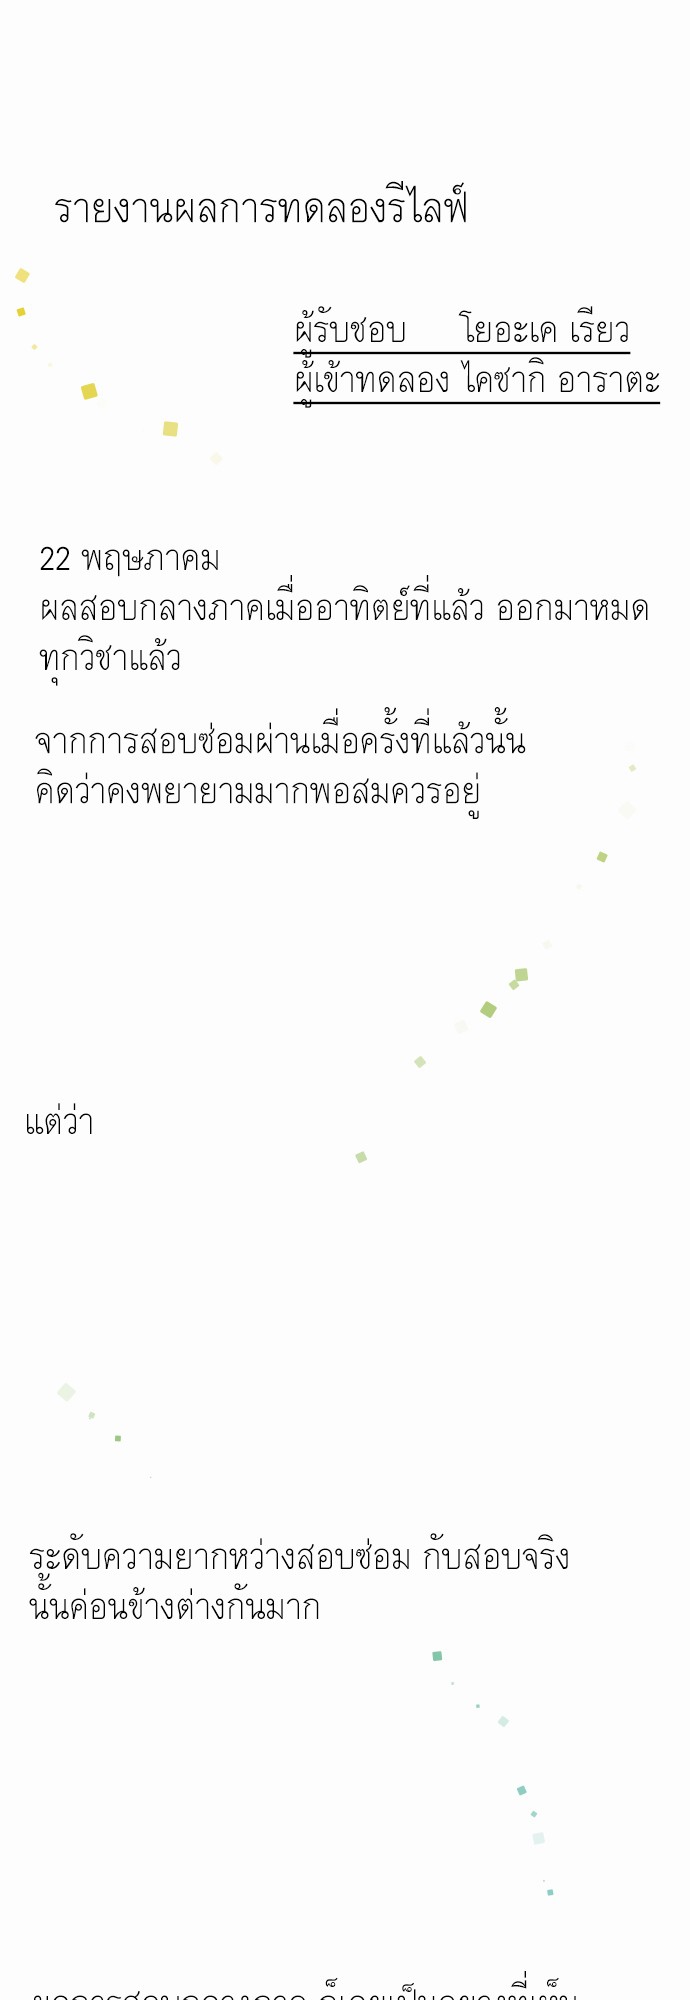 รายงานผลการทดลองรีไลฟ์
ผู้รับชอบ โยอะเค เรียว
ผู้เข้าทดลอง ไคซากิ อาราตะ
22 พฤษภาคม
ผลสอบกลางภาคเมื่ออาทิตย์ที่แล้ว ออกมาหมด
ทุกวิชาแล้ว
จากการสอบซ่อมผ่านเมื่อครั้งที่แล้วนั้น
คิดว่าคงพยายามมากพอสมควรอยู่
แต่ว่า
ระดับความยากหว่างสอบซ่อม กับสอบจริง
นั้นค่อนข้างต่างกันมาก